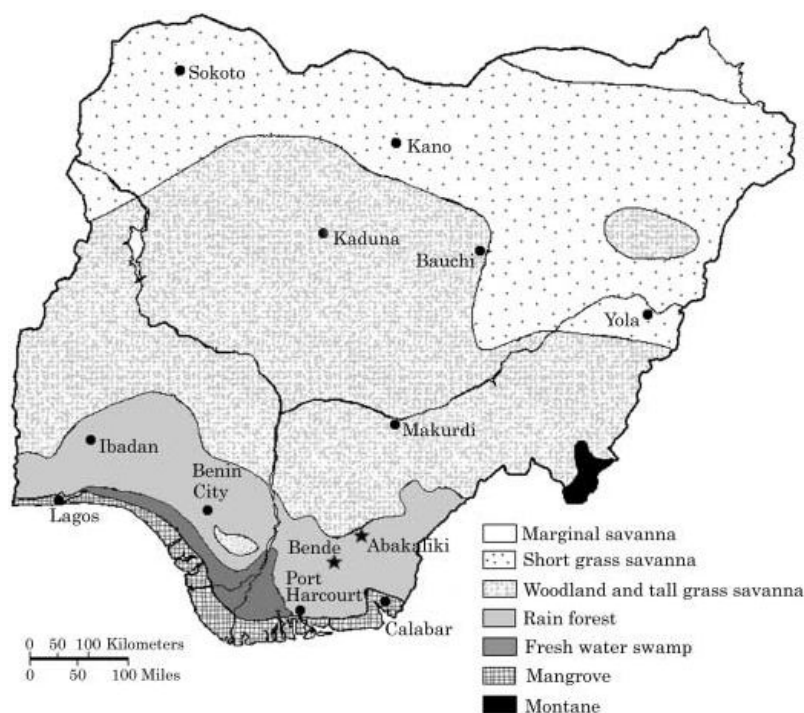 Sokoto
Kano
Kaduna
Bauchi
Yola
Makurdi
Ibadan
Benin
City
Lagos
Bende
Abakaliki
Port
Harcourt
Calabar
Marginal savanna
Short grass savanna
Woodland and tall grass savanna
Rain forest
Fresh water swamp
Mangrove
Montane
0 50 100 Kilometers
0 50 100 Miles